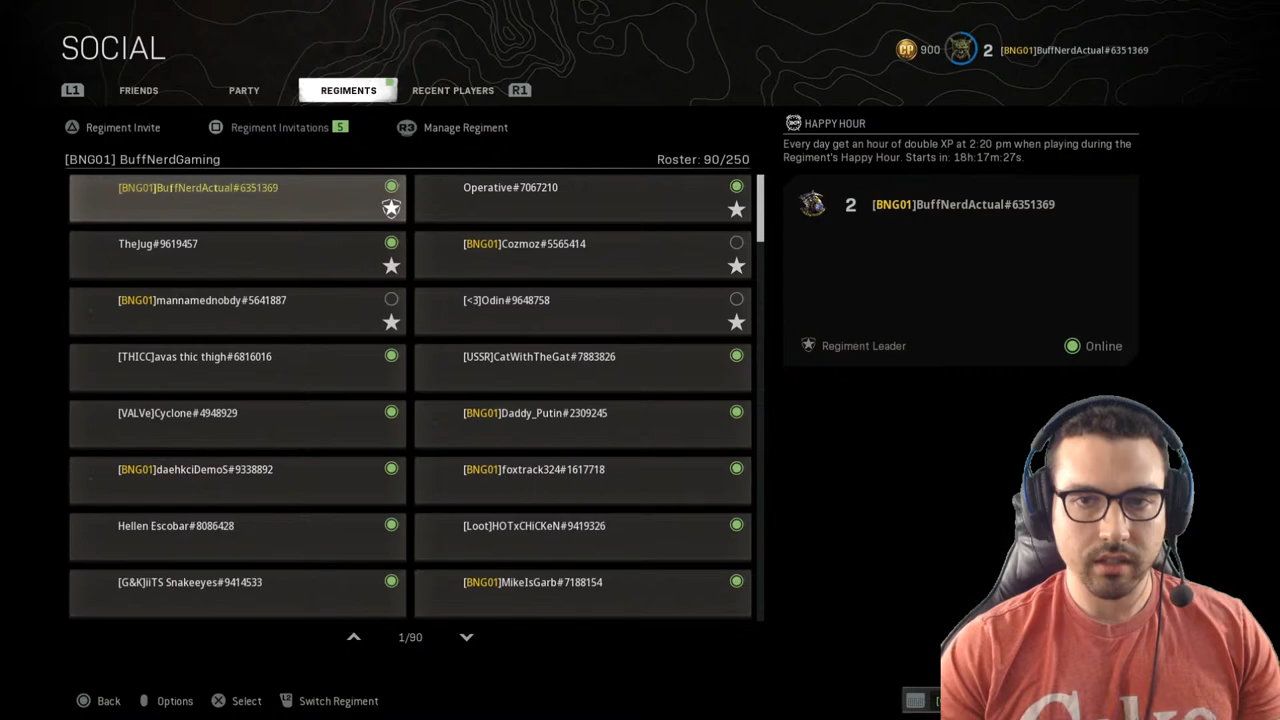 SOCIAL
CP 900 2 [BNG01]BuffNerdActual#6351369
L1 FRIENDS PARTY REGIMENTS RECENT PLAYERS R1
Regiment Invite Regiment Invitations 5 R3 Manage Regiment
[BNG01] BuffNerdGaming Roster: 90/250
[BNG01]BuffNerdActual#6351369 Operative#7067210
TheJug#9619457 [BNG01]Cozmoz#5565414
[BNG01]mannamednobdy#5641887 [<3]Odin#9648758
[THICC]avas thic thigh#6816016 [USSR]CatWithTheGat#7883826
[VALVe]Cyclone#4948929 [BNG01]Daddy_Putin#2309245
[BNG01]daehkciDemoS#9338892 [BNG01]foxtrack324#1617718
Hellen Escobar#8086428 [Loot]HOTxCHiCKeN#9419326
[G&K]iiTS Snakeeyes#9414533 [BNG01]MikeIsGarb#7188154
1/90
HAPPY HOUR
Every day get an hour of double XP at 2:20 pm when playing during the
Regiment's Happy Hour. Starts in: 18h:17m:27s.
2 [BNG01]BuffNerdActual#6351369
Regiment Leader Online
Back Options Select L2 Switch Regiment